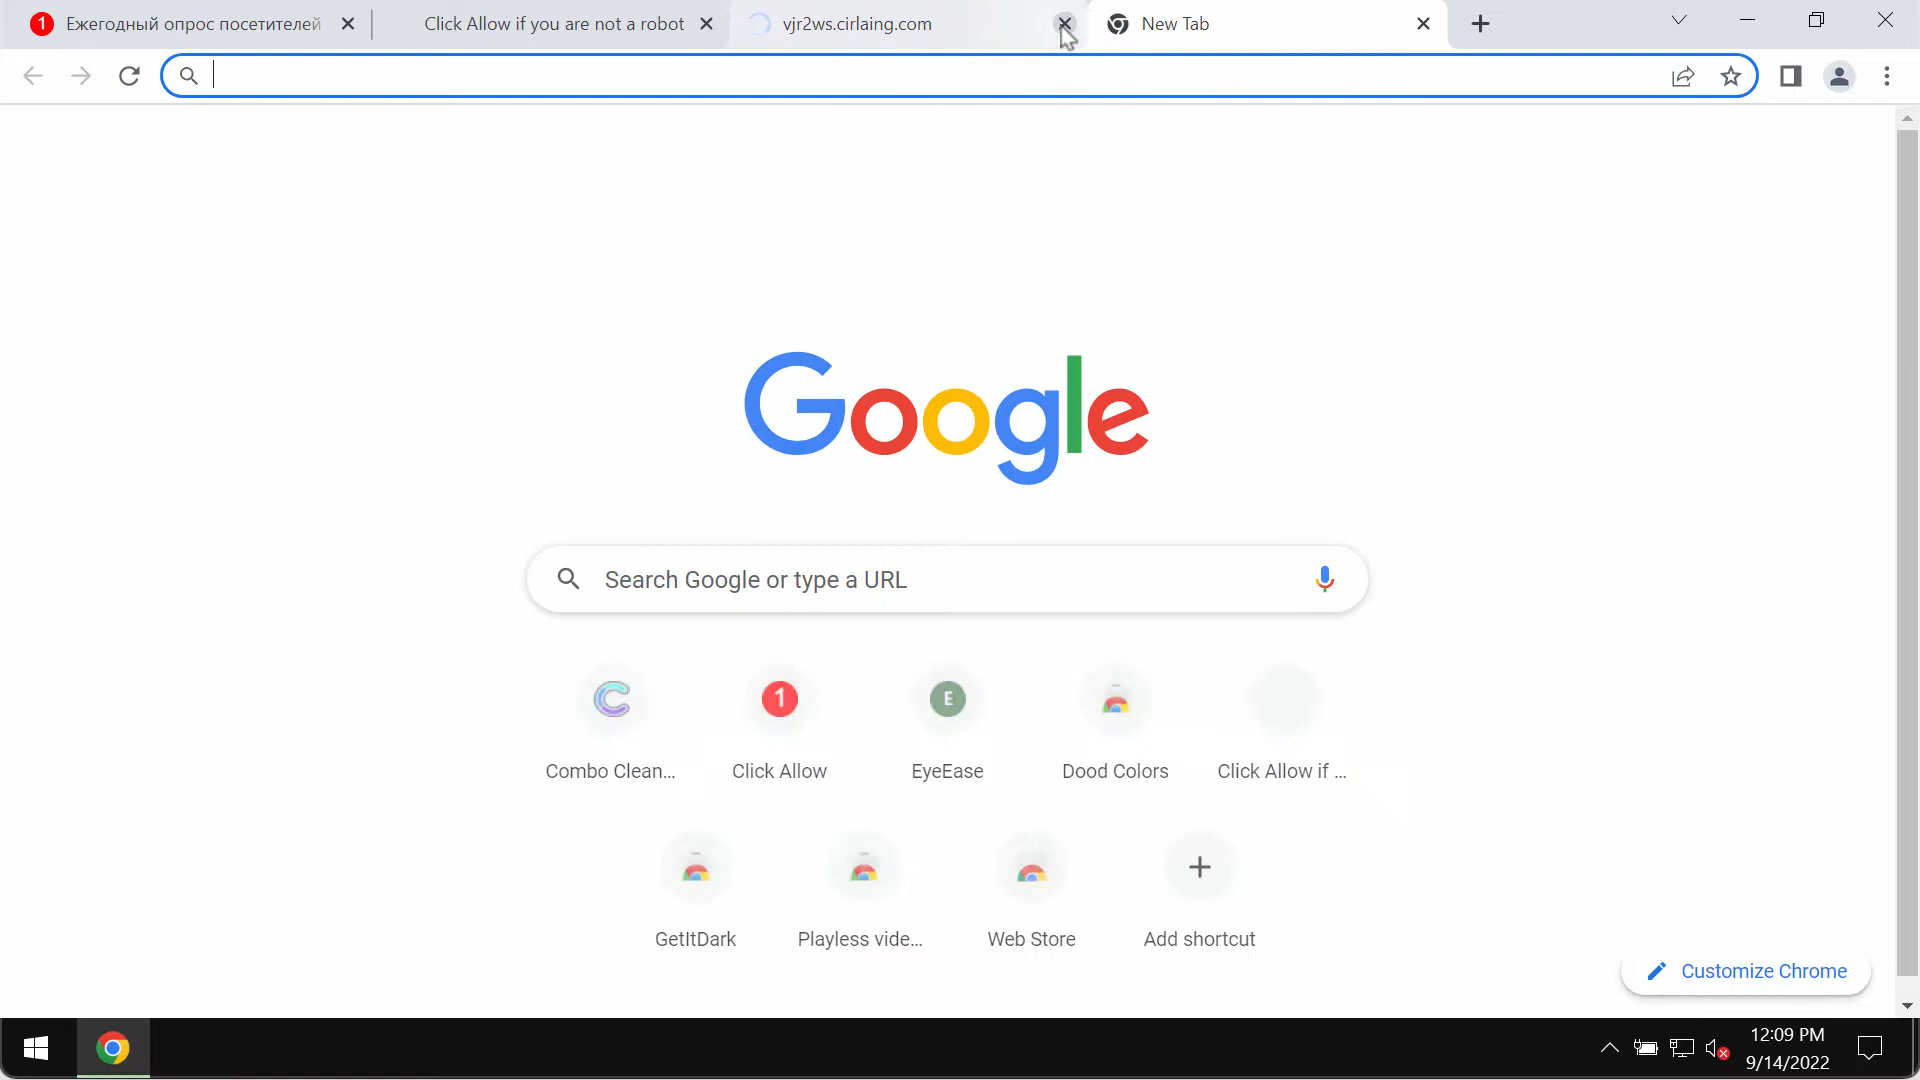 1 Ежегодный опрос посетителей
Click Allow if you are not a robot
vjr2ws.cirlaing.com
New Tab
Google
Search Google or type a URL
Combo Clean...
1
Click Allow
E
EyeEase
Dood Colors
Click Allow if ...
GetItDark
Playless vide...
Web Store
Add shortcut
Customize Chrome
12:09 PM
9/14/2022